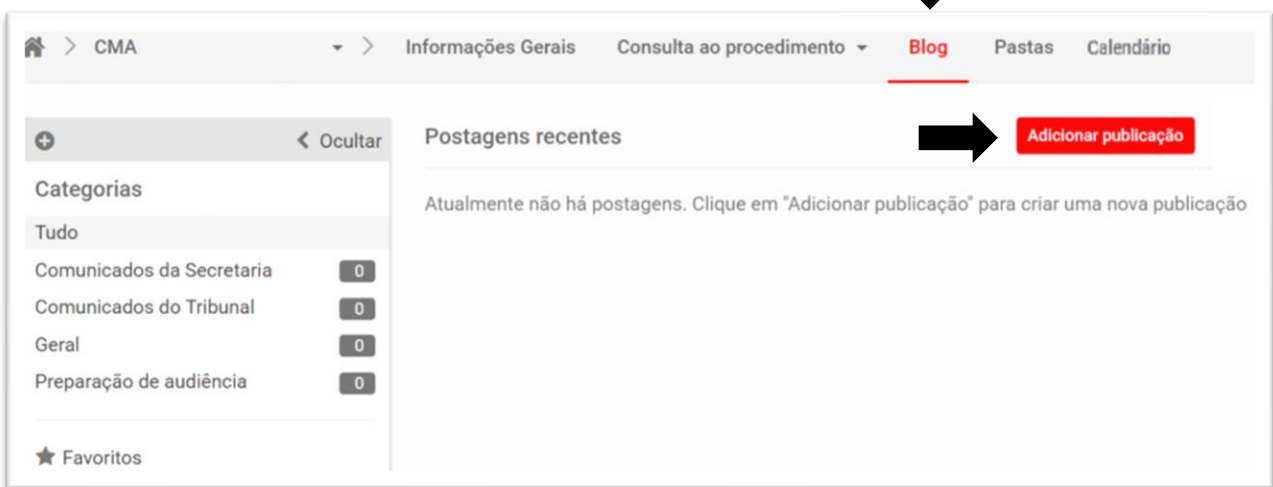 CMA Informações Gerais Consulta ao procedimento Blog Pastas Calendário
Ocultar
Categorias
Tudo
Comunicados da Secretaria 0
Comunicados do Tribunal 0
Geral 0
Preparação de audiência 0
Favoritos
Postagens recentes
Adicionar publicação
Atualmente não há postagens. Clique em "Adicionar publicação" para criar uma nova publicação